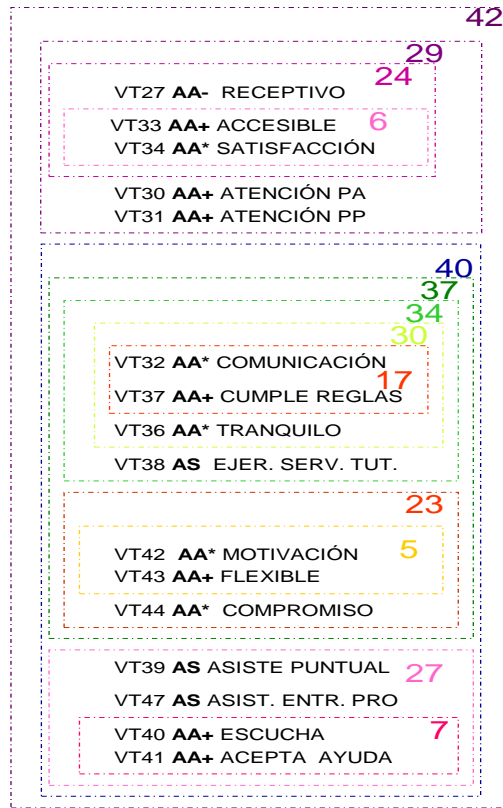 42
29
24
VT27 AA- RECEPTIVO
6
VT33 AA+ ACCESIBLE
VT34 AA* SATISFACCIÓN
VT30 AA+ ATENCIÓN PA
VT31 AA+ ATENCIÓN PP
40
37
34
30
VT32 AA* COMUNICACIÓN
17
VT37 AA+ CUMPLE REGLAS
VT36 AA* TRANQUILO
VT38 AS EJER. SERV. TUT.
23
VT42 AA* MOTIVACIÓN 5
VT43 AA+ FLEXIBLE
VT44 AA* COMPROMISO
VT39 AS ASISTE PUNTUAL 27
VT47 AS ASIST. ENTR. PRO
VT40 AA+ ESCUCHA 7
VT41 AA+ ACEPTA AYUDA